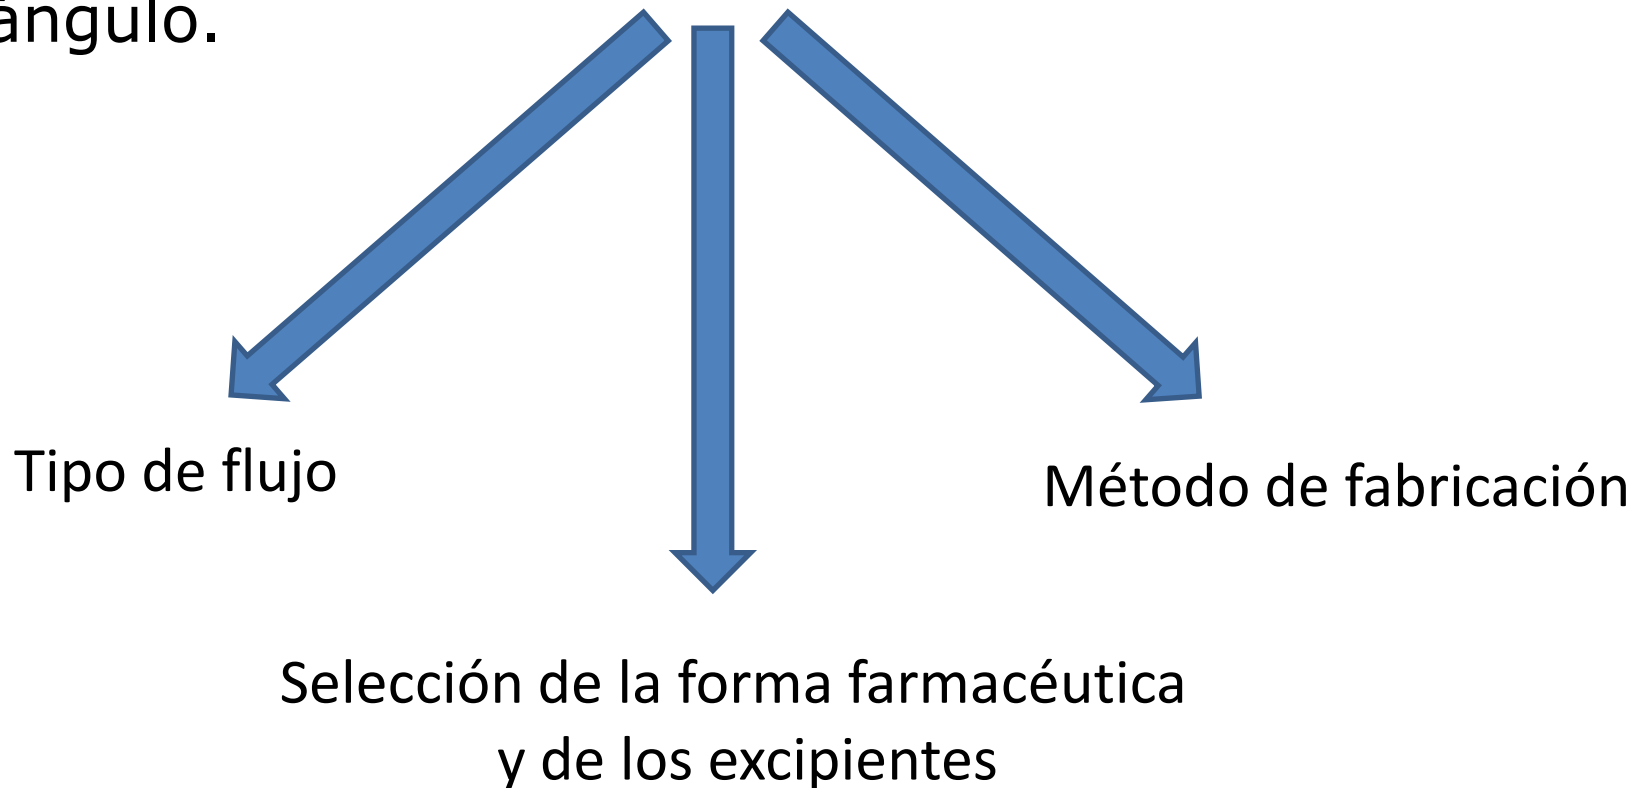 ángulo.
Tipo de flujo
Método de fabricación
Selección de la forma farmacéutica
y de los excipientes